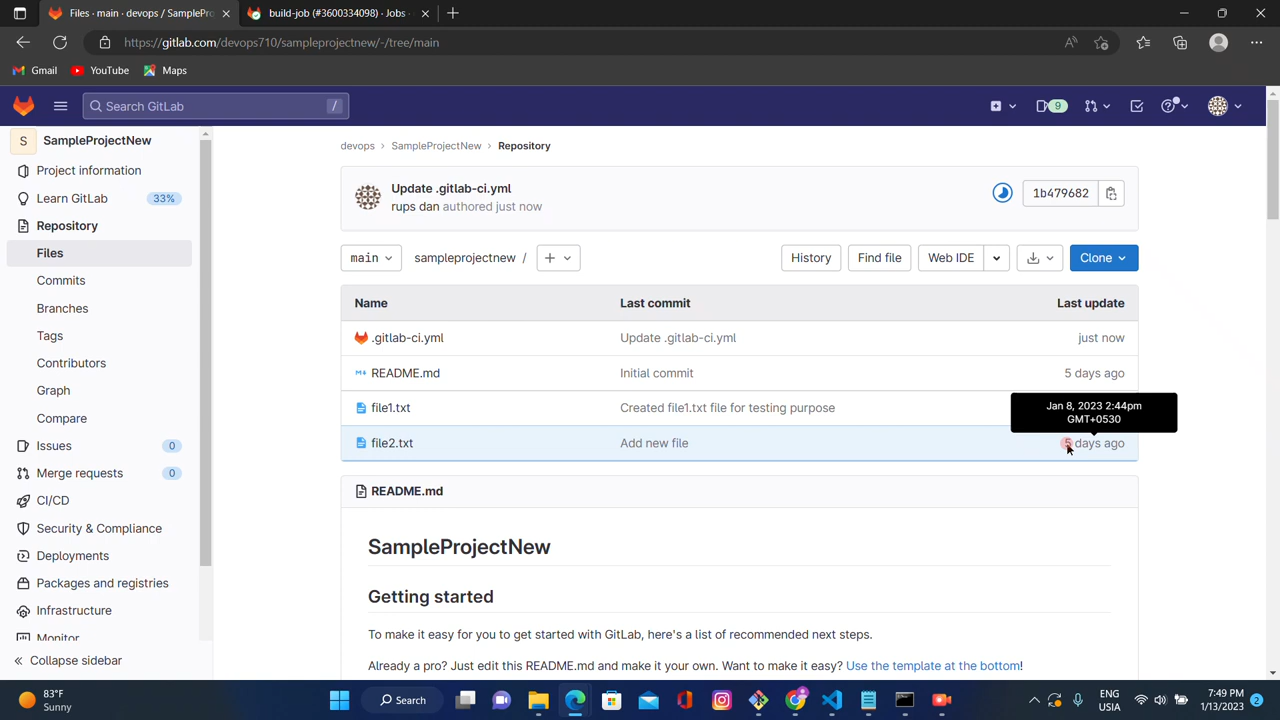 Files · main · devops / SamplePro
build-job (#3600334098) · Jobs ·
https://gitlab.com/devops710/sampleprojectnew/-/tree/main
Gmail
YouTube
Maps
Search GitLab
/
9
S
SampleProjectNew
Project information
Learn GitLab
33%
Repository
Files
Commits
Branches
Tags
Contributors
Graph
Compare
Issues
0
Merge requests
0
CI/CD
Security & Compliance
Deployments
Packages and registries
Infrastructure
Monitor
« Collapse sidebar
devops › SampleProjectNew › Repository
Update .gitlab-ci.yml
rups dan authored just now
1b479682
main
sampleprojectnew /
+
History
Find file
Web IDE
Clone
Name Last commit Last update
.gitlab-ci.yml Update .gitlab-ci.yml just now
README.md Initial commit 5 days ago
file1.txt Created file1.txt file for testing purpose
Jan 8, 2023 2:44pm
GMT+0530
file2.txt Add new file 5 days ago
README.md
SampleProjectNew
Getting started
To make it easy for you to get started with GitLab, here's a list of recommended next steps.
Already a pro? Just edit this README.md and make it your own. Want to make it easy? Use the template at the bottom!
83°F
Sunny
Search
ENG
USIA
7:49 PM
1/13/2023
2